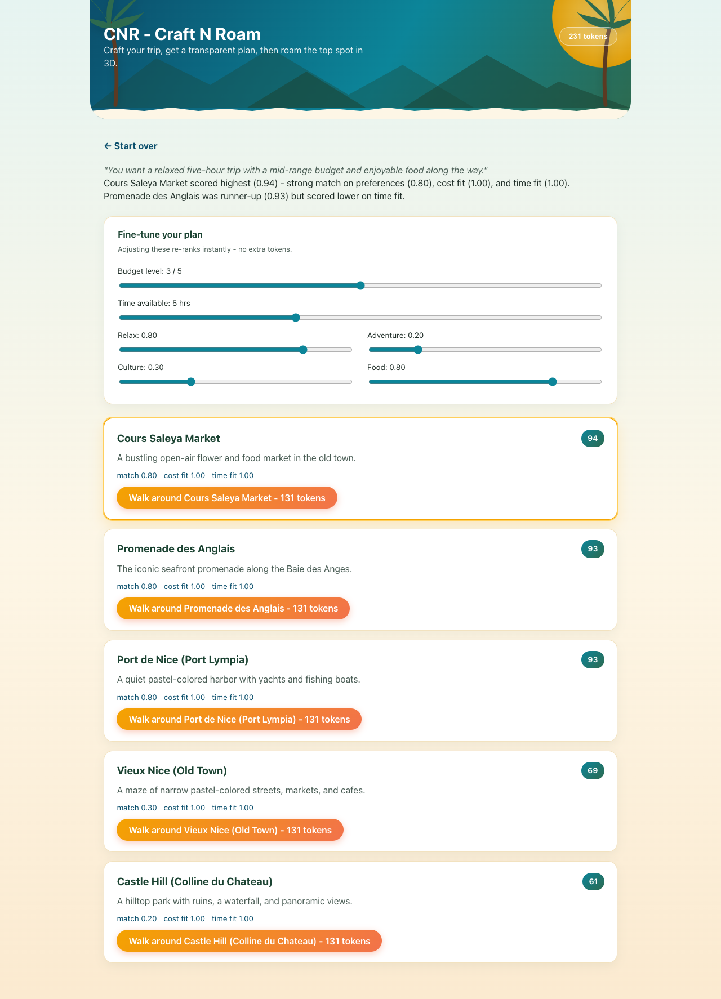 CNR - Craft N Roam
231 tokens
Craft your trip, get a transparent plan, then roam the top spot in
3D.
← Start over
"You want a relaxed five-hour trip with a mid-range budget and enjoyable food along the way."
Cours Saleya Market scored highest (0.94) - strong match on preferences (0.80), cost fit (1.00), and time fit (1.00).
Promenade des Anglais was runner-up (0.93) but scored lower on time fit.
Fine-tune your plan
Adjusting these re-ranks instantly - no extra tokens.
Budget level: 3 / 5
Time available: 5 hrs
Relax: 0.80
Adventure: 0.20
Culture: 0.30
Food: 0.80
Cours Saleya Market
94
A bustling open-air flower and food market in the old town.
match 0.80 cost fit 1.00 time fit 1.00
Walk around Cours Saleya Market - 131 tokens
Promenade des Anglais
93
The iconic seafront promenade along the Baie des Anges.
match 0.80 cost fit 1.00 time fit 1.00
Walk around Promenade des Anglais - 131 tokens
Port de Nice (Port Lympia)
93
A quiet pastel-colored harbor with yachts and fishing boats.
match 0.80 cost fit 1.00 time fit 1.00
Walk around Port de Nice (Port Lympia) - 131 tokens
Vieux Nice (Old Town)
69
A maze of narrow pastel-colored streets, markets, and cafes.
match 0.30 cost fit 1.00 time fit 1.00
Walk around Vieux Nice (Old Town) - 131 tokens
Castle Hill (Colline du Chateau)
61
A hilltop park with ruins, a waterfall, and panoramic views.
match 0.20 cost fit 1.00 time fit 1.00
Walk around Castle Hill (Colline du Chateau) - 131 tokens